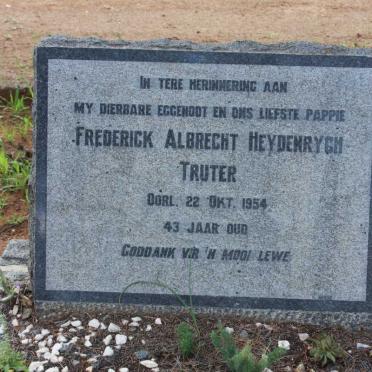 In tere herinnering aan
my dierbare eggenoot en ons liefste pappie
Frederick Albrecht Heydenrych
Truter
Oorl. 22 Okt. 1954
43 jaar oud
Goddank vir 'n mooi lewe